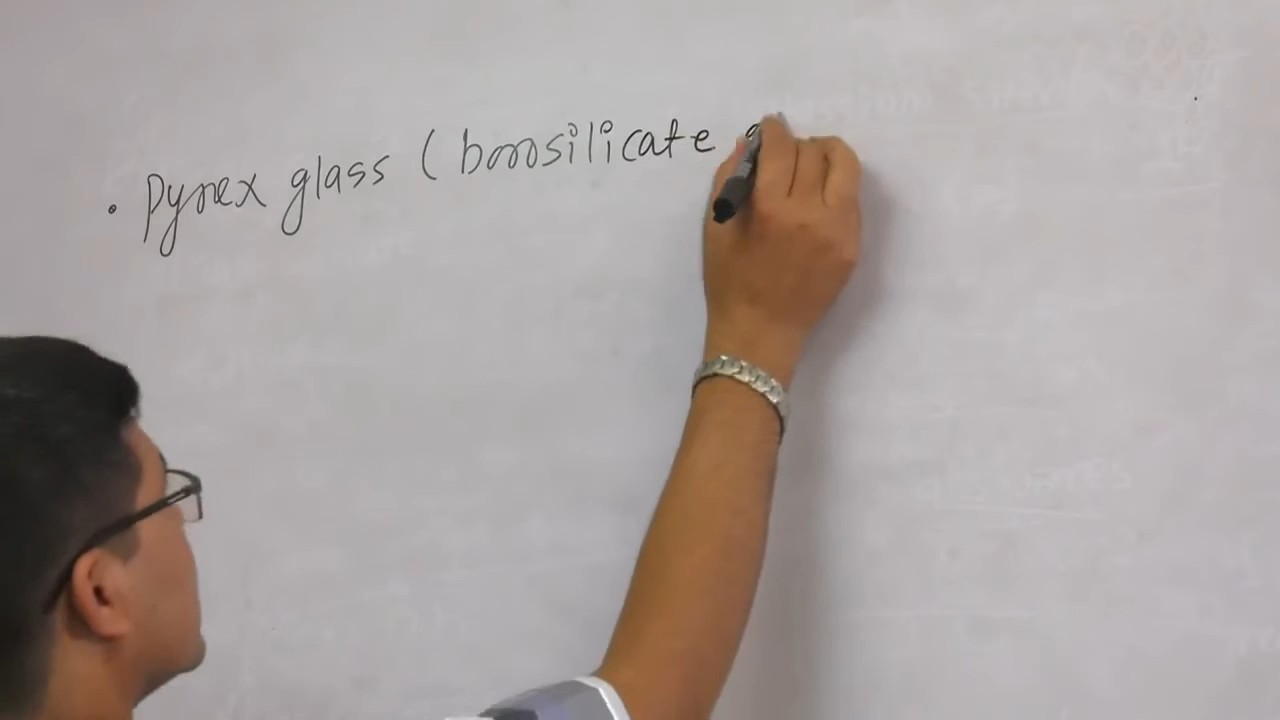 • Pyrex glass (borosilicate g